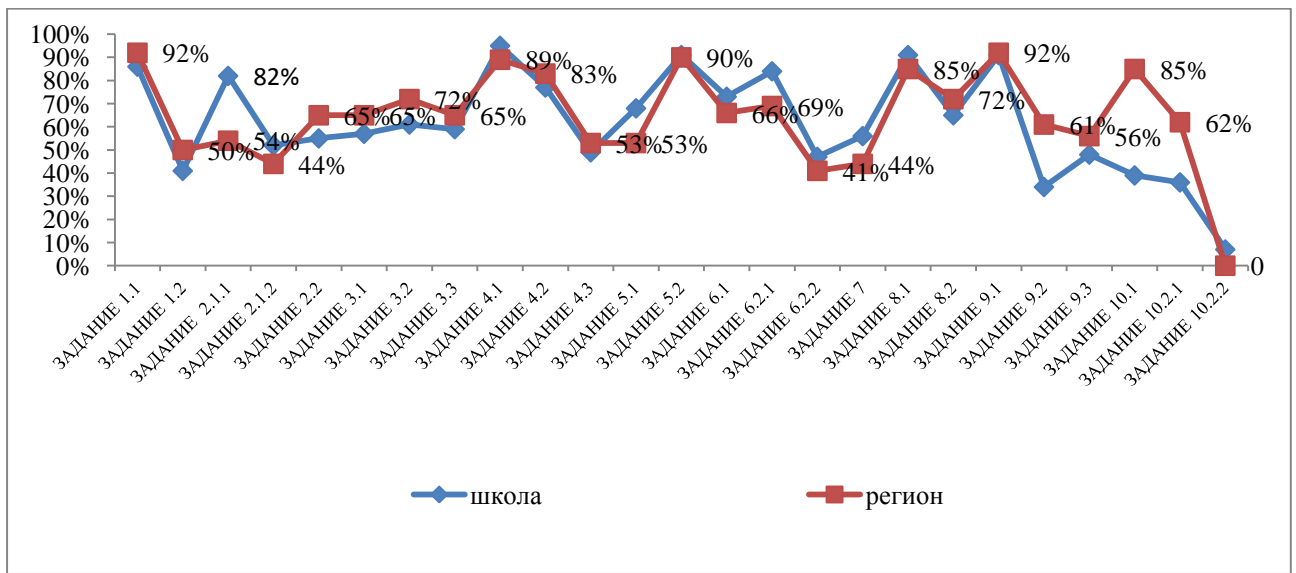 100%
90%
80%
70%
60%
50%
40%
30%
20%
10%
0%
92%
50%
82%
54%
44%
65%
65%
72%
65%
89%
83%
53%
53%
90%
66%
69%
41%
44%
85%
72%
92%
61%
56%
85%
62%
0
ЗАДАНИЕ 1.1
ЗАДАНИЕ 1.2
ЗАДАНИЕ 2.1.1
ЗАДАНИЕ 2.1.2
ЗАДАНИЕ 2.2
ЗАДАНИЕ 3.1
ЗАДАНИЕ 3.2
ЗАДАНИЕ 3.3
ЗАДАНИЕ 4.1
ЗАДАНИЕ 4.2
ЗАДАНИЕ 4.3
ЗАДАНИЕ 5.1
ЗАДАНИЕ 5.2
ЗАДАНИЕ 6.1
ЗАДАНИЕ 6.2.1
ЗАДАНИЕ 6.2.2
ЗАДАНИЕ 7
ЗАДАНИЕ 8.1
ЗАДАНИЕ 8.2
ЗАДАНИЕ 9.1
ЗАДАНИЕ 9.2
ЗАДАНИЕ 9.3
ЗАДАНИЕ 10.1
ЗАДАНИЕ 10.2.1
ЗАДАНИЕ 10.2.2
школа
регион